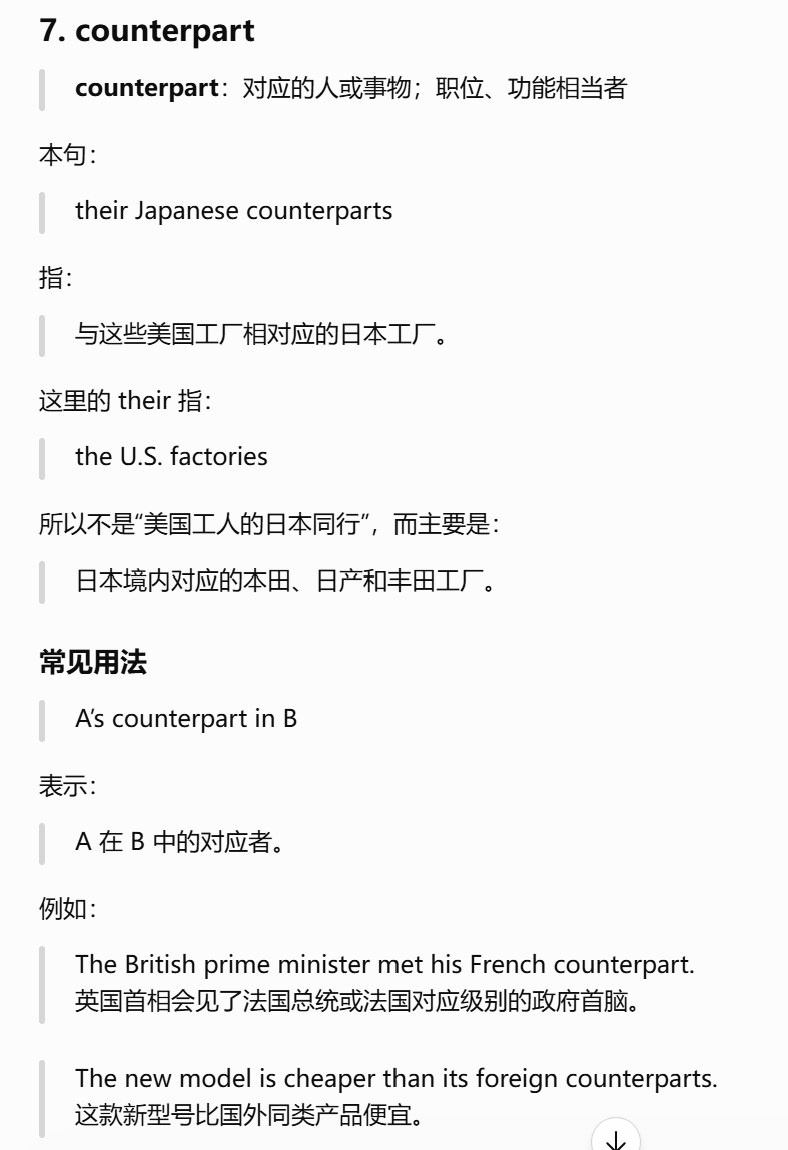 7. counterpart
counterpart：对应的人或事物；职位、功能相当者
本句：
their Japanese counterparts
指：
与这些美国工厂相对应的日本工厂。
这里的 their 指：
the U.S. factories
所以不是“美国工人的日本同行”，而主要是：
日本境内对应的本田、日产和丰田工厂。
常见用法
A’s counterpart in B
表示：
A 在 B 中的对应者。
例如：
The British prime minister met his French counterpart.
英国首相会见了法国总统或法国对应级别的政府首脑。
The new model is cheaper than its foreign counterparts.
这款新型号比国外同类产品便宜。